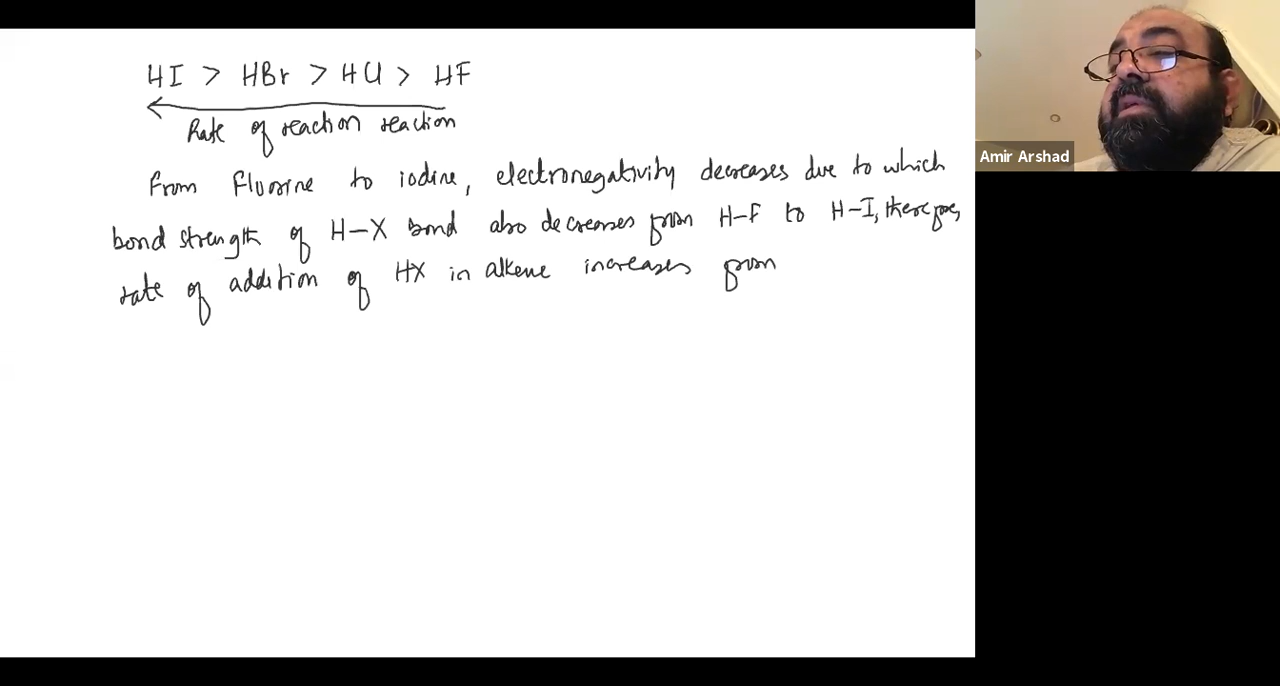 HI > HBr > HCl > HF
Rate of reaction reaction
From Fluorine to iodine, electronegativity decreases due to which
bond strength of H-X bond also decreases from H-F to H-I, therefore,
rate of addition of HX in alkene increases from
Amir Arshad